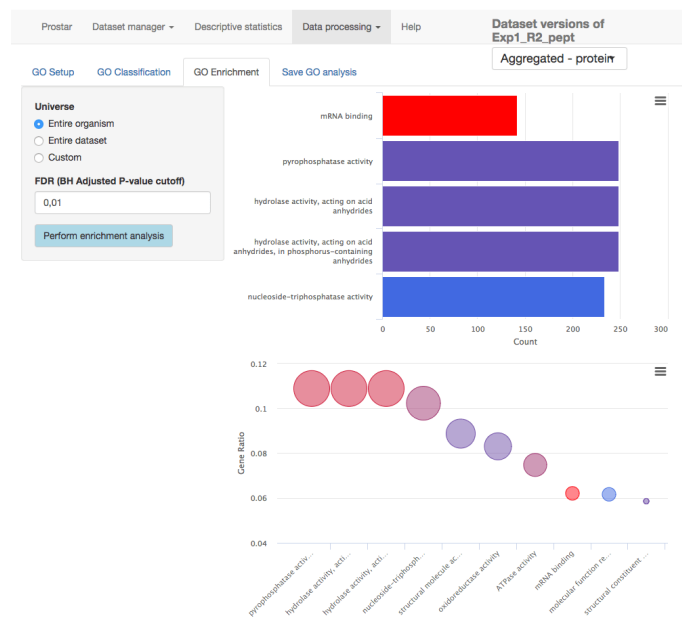 Prostar
Dataset manager
Descriptive statistics
Data processing
Help
Dataset versions of
Exp1_R2_pept
Aggregated - protein
GO Setup
GO Classification
GO Enrichment
Save GO analysis
Universe
Entire organism
Entire dataset
Custom
FDR (BH Adjusted P-value cutoff)
0,01
Perform enrichment analysis
mRNA binding
pyrophosphatase activity
hydrolase activity, acting on acid
anhydrides
hydrolase activity, acting on acid
anhydrides, in phosphorus-containing
anhydrides
nucleoside-triphosphatase activity
0 50 100 150 200 250 300
Count
0.12
0.1
0.08
0.06
0.04
Gene Ratio
pyrophosphatase activ...
hydrolase activity, acti...
hydrolase activity, acti...
nucleoside-triphosph...
structural molecule ac...
oxidoreductase activity
ATPase activity
mRNA binding
molecular function re...
structural constituent ...